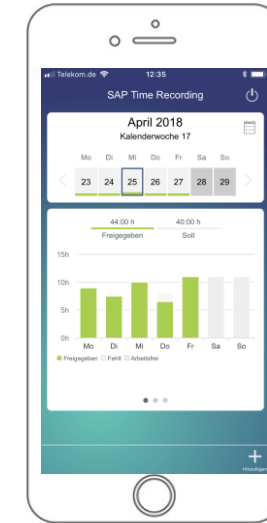 Telekom.de 12:35
SAP Time Recording
April 2018
Kalenderwoche 17
Mo Di Mi Do Fr Sa So
23 24 25 26 27 28 29
44:00 h 40:00 h
Freigegeben Soll
15h
10h
5h
0h
Mo Di Mi Do Fr Sa So
Freigegeben Fehlt Arbeitsfrei
Hinzufügen